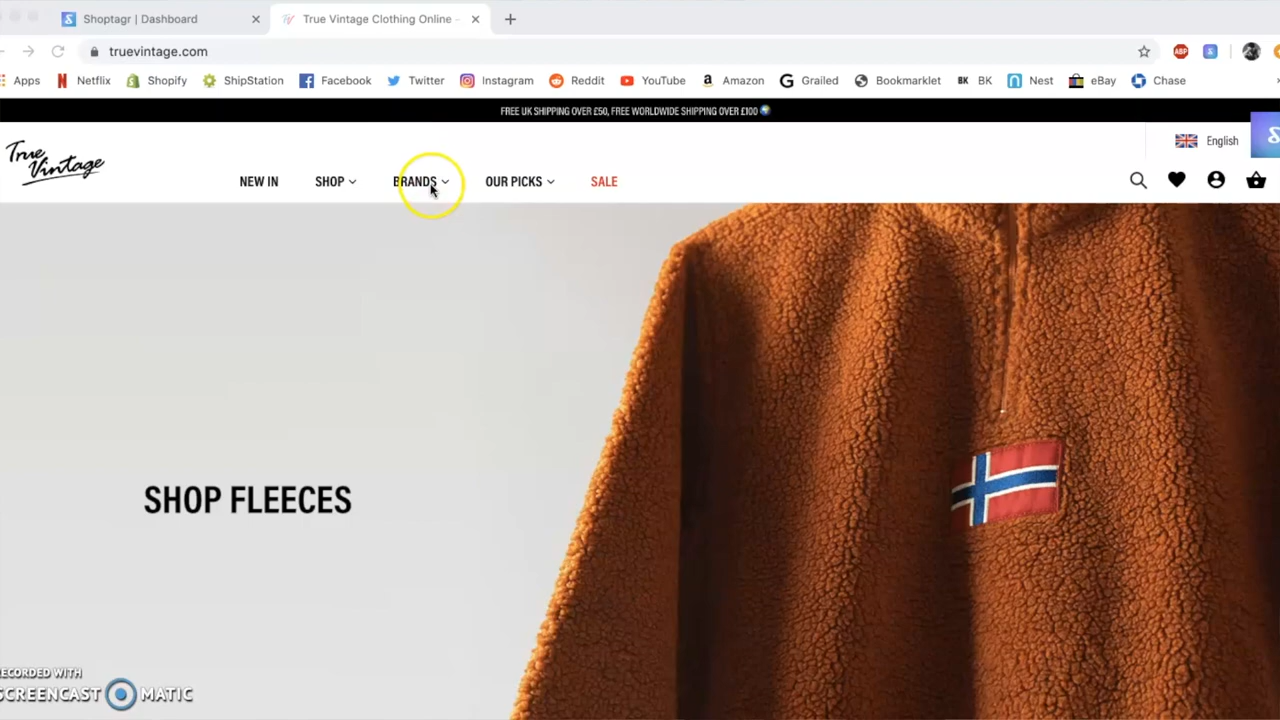 Shoptagr | Dashboard
True Vintage Clothing Online -
truevintage.com
ABP
Apps Netflix Shopify ShipStation Facebook Twitter Instagram Reddit YouTube Amazon Grailed Bookmarklet BK BK Nest eBay Chase
FREE UK SHIPPING OVER £50, FREE WORLDWIDE SHIPPING OVER £100
True Vintage
English
NEW IN SHOP BRANDS OUR PICKS SALE
SHOP FLEECES
RECORDED WITH
SCREENCAST MATIC